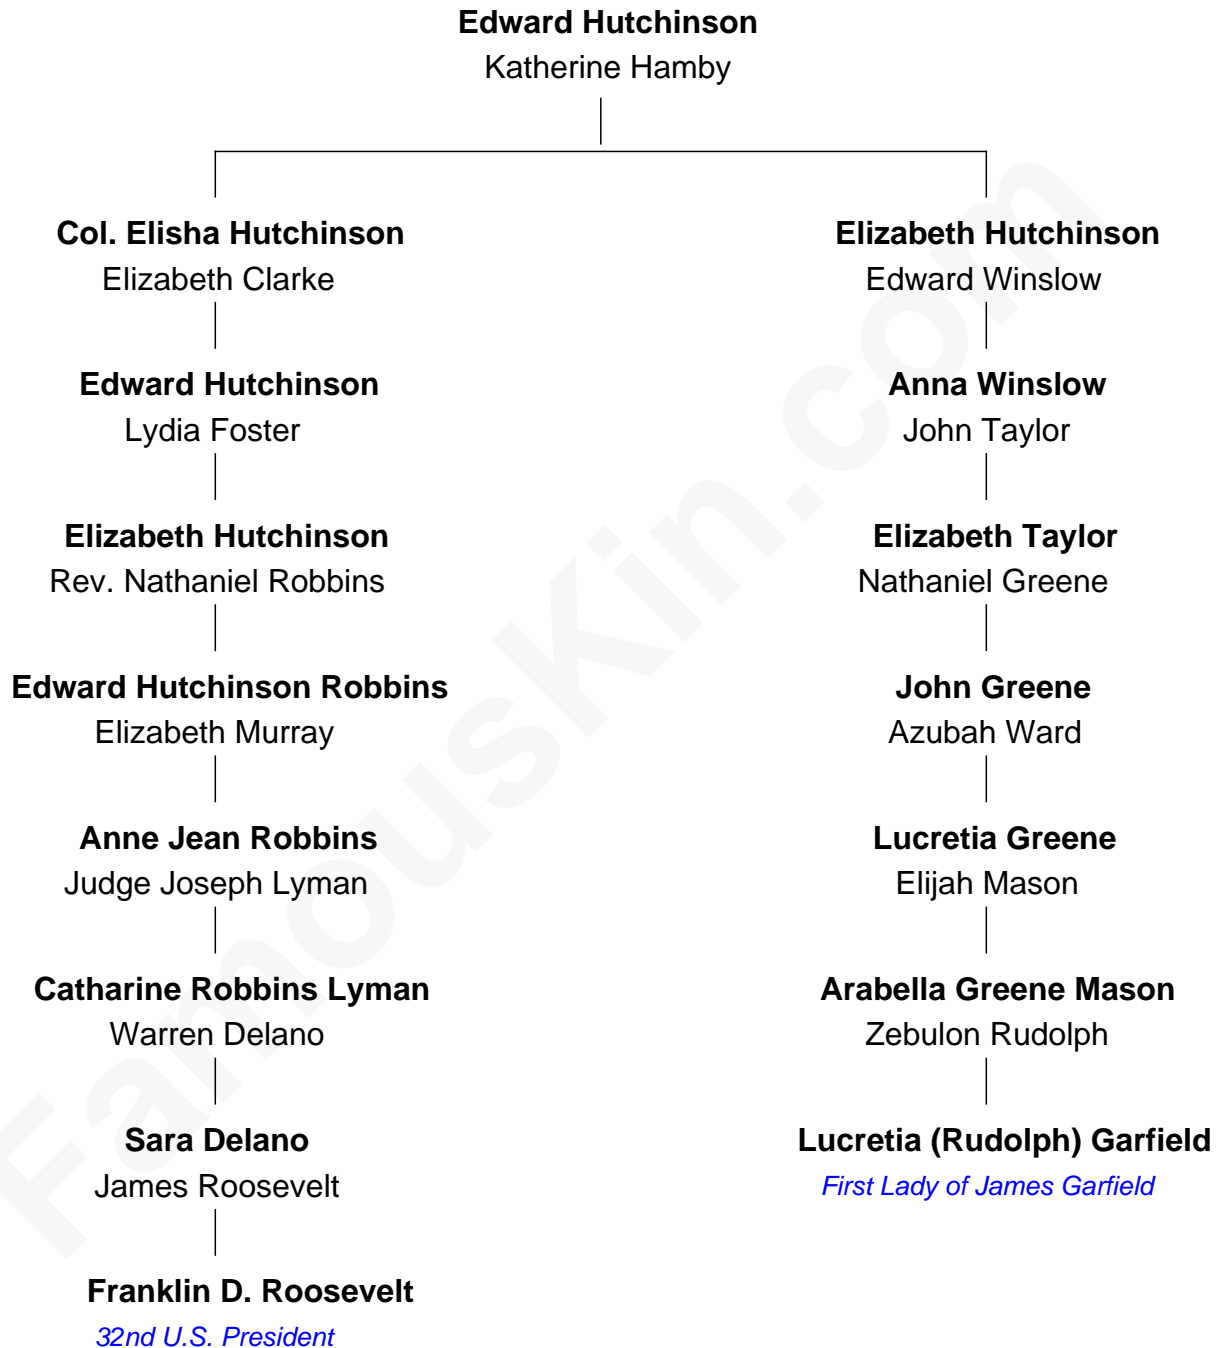 Edward Hutchinson
Katherine Hamby
Col. Elisha Hutchinson
Elizabeth Clarke
Edward Hutchinson
Lydia Foster
Elizabeth Hutchinson
Rev. Nathaniel Robbins
Edward Hutchinson Robbins
Elizabeth Murray
Anne Jean Robbins
Judge Joseph Lyman
Catharine Robbins Lyman
Warren Delano
Sara Delano
James Roosevelt
Franklin D. Roosevelt
32nd U.S. President
Elizabeth Hutchinson
Edward Winslow
Anna Winslow
John Taylor
Elizabeth Taylor
Nathaniel Greene
John Greene
Azubah Ward
Lucretia Greene
Elijah Mason
Arabella Greene Mason
Zebulon Rudolph
Lucretia (Rudolph) Garfield
First Lady of James Garfield
FamousKin.com